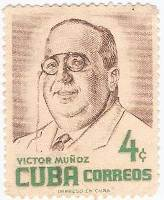 4¢
VICTOR MUÑOZ
CUBA CORREOS
IMPRESO EN CUBA